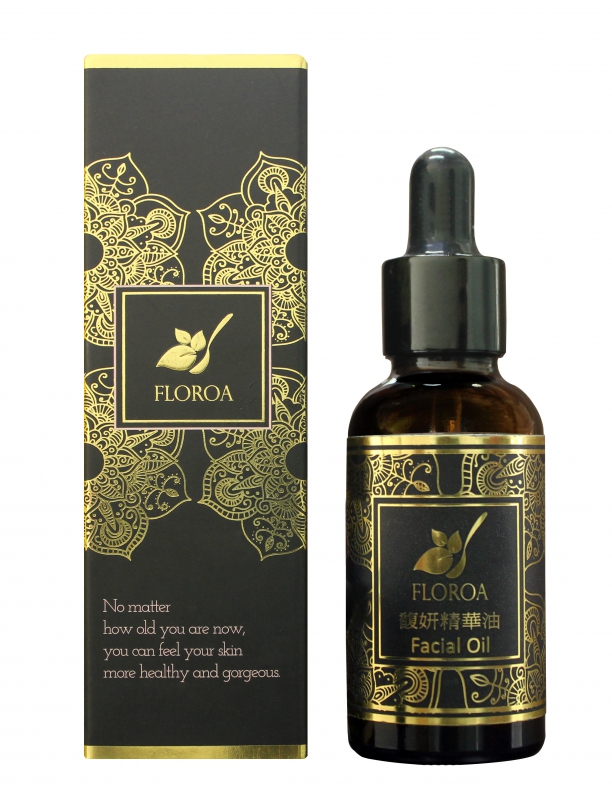 FLOROA
No matter
how old you are now,
you can feel your skin
more healthy and gorgeous.
FLOROA
馥妍精華油
Facial Oil